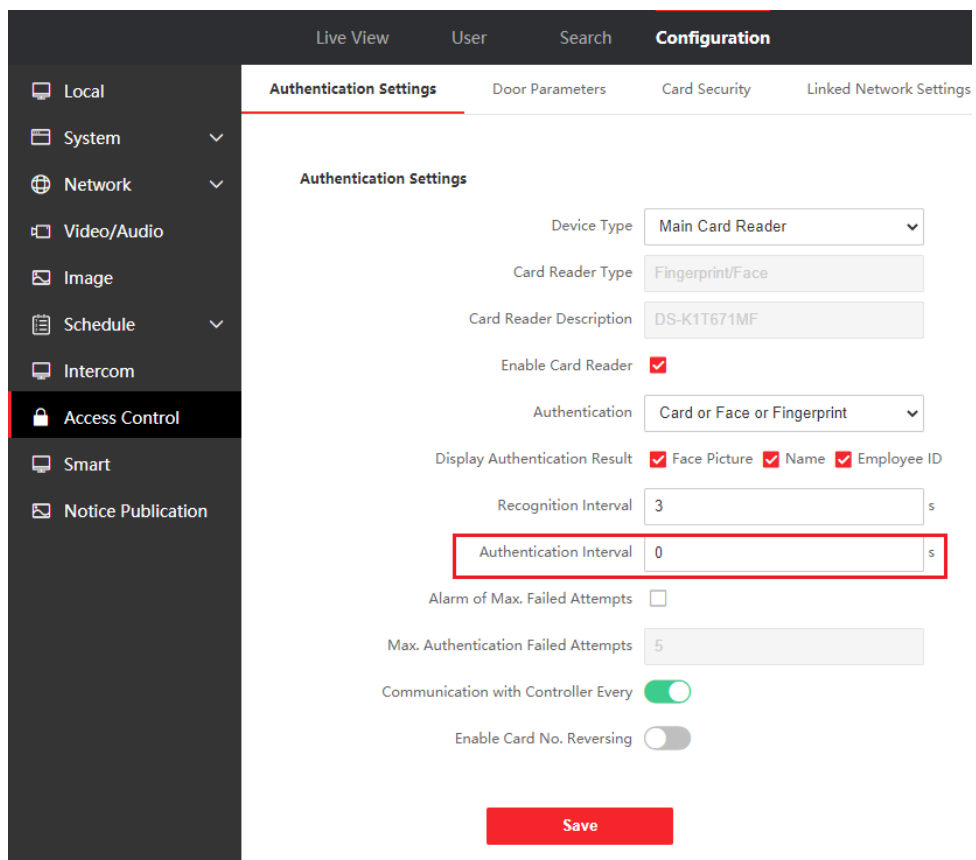 Live View User Search Configuration
Local
System
Network
Video/Audio
Image
Schedule
Intercom
Access Control
Smart
Notice Publication
Authentication Settings Door Parameters Card Security Linked Network Settings
Authentication Settings
Device Type Main Card Reader
Card Reader Type Fingerprint/Face
Card Reader Description DS-K1T671MF
Enable Card Reader
Authentication Card or Face or Fingerprint
Display Authentication Result Face Picture Name Employee ID
Recognition Interval 3 s
Authentication Interval 0 s
Alarm of Max. Failed Attempts
Max. Authentication Failed Attempts 5
Communication with Controller Every
Enable Card No. Reversing
Save